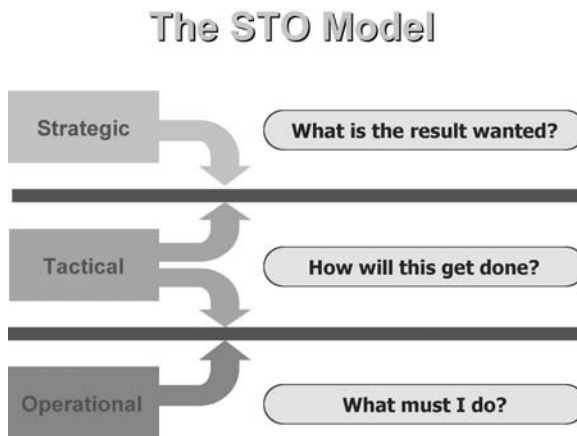 The STO Model
Strategic
What is the result wanted?
Tactical
How will this get done?
Operational
What must I do?